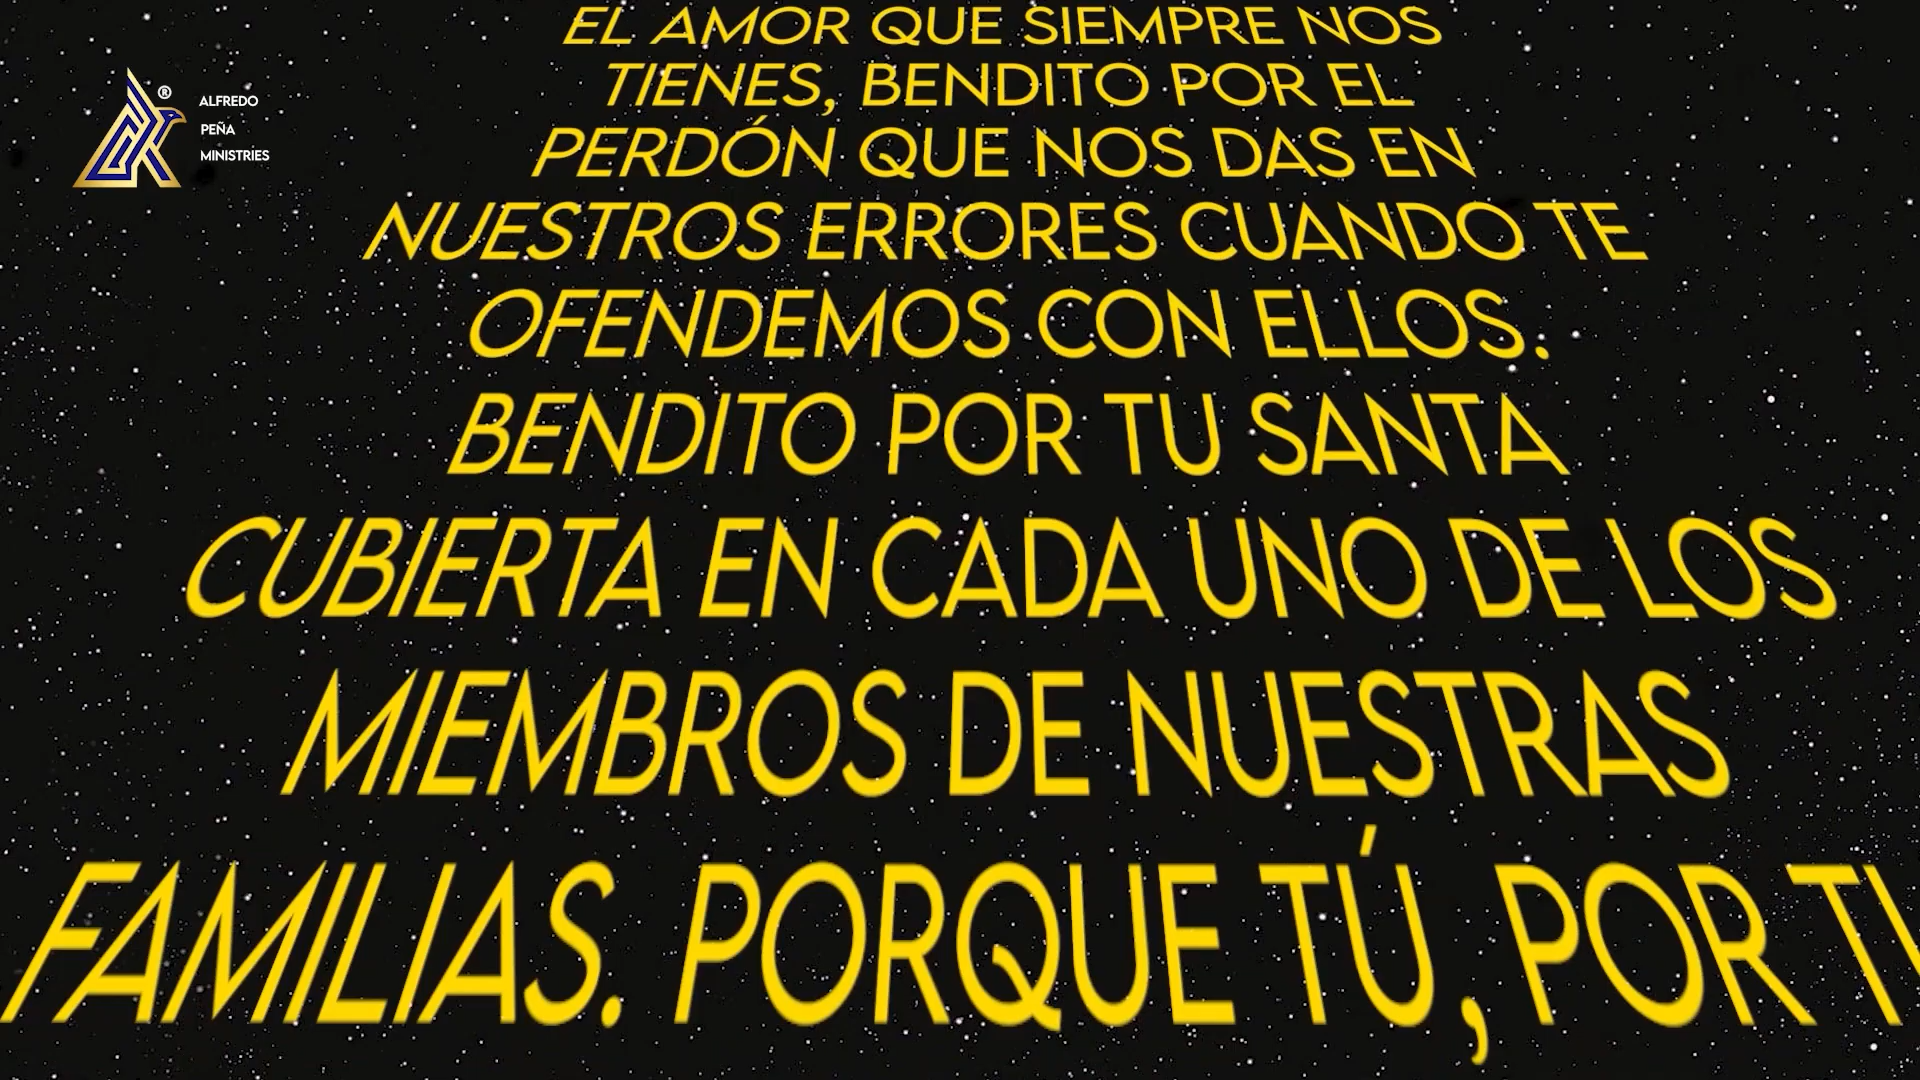 ALFREDO
PEÑA
MINISTRIES
®
EL AMOR QUE SIEMPRE NOS
TIENES, BENDITO POR EL
PERDÓN QUE NOS DAS EN
NUESTROS ERRORES CUANDO TE
OFENDEMOS CON ELLOS.
BENDITO POR TU SANTA
CUBIERTA EN CADA UNO DE LOS
MIEMBROS DE NUESTRAS
FAMILIAS. PORQUE TÚ, POR